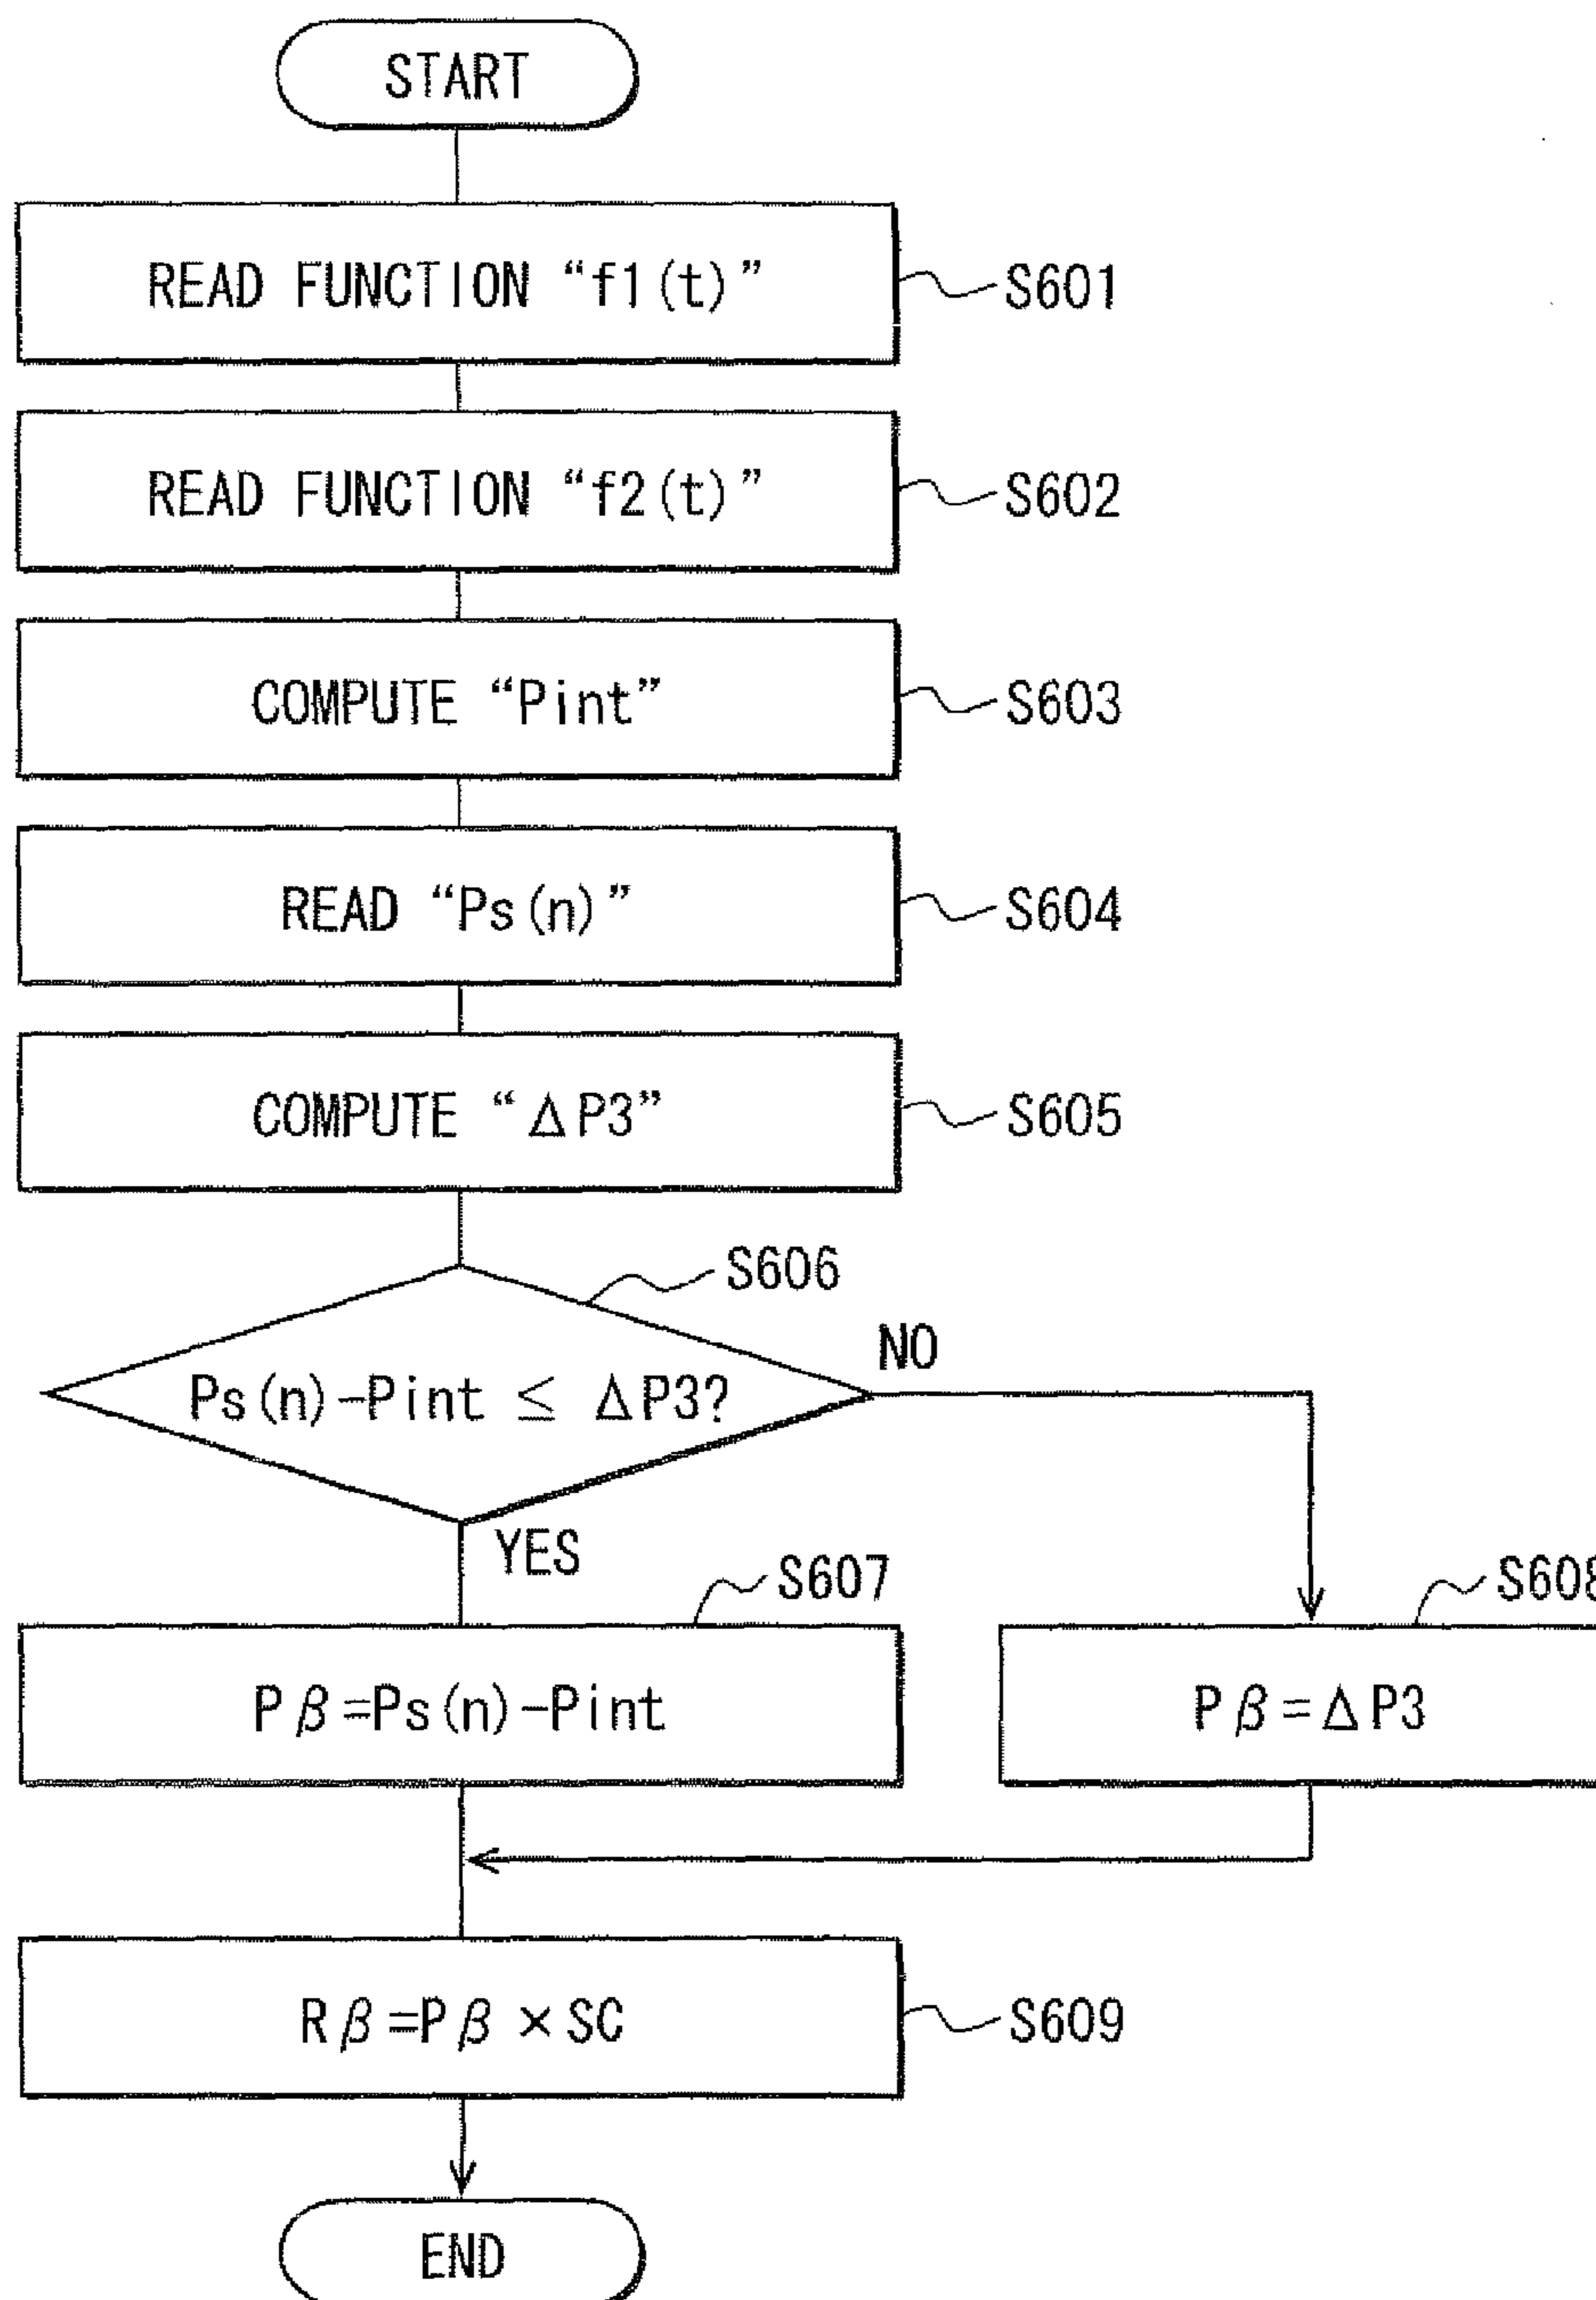 START
READ FUNCTION “f1(t)”
S601
READ FUNCTION “f2(t)”
S602
COMPUTE “Pint”
S603
READ “Ps(n)”
S604
COMPUTE “ΔP3”
S605
S606
NO
Ps(n)-Pint ≤ ΔP3?
YES
S607
S608
Pβ=Ps(n)-Pint
Pβ=ΔP3
Rβ=Pβ×SC
S609
END